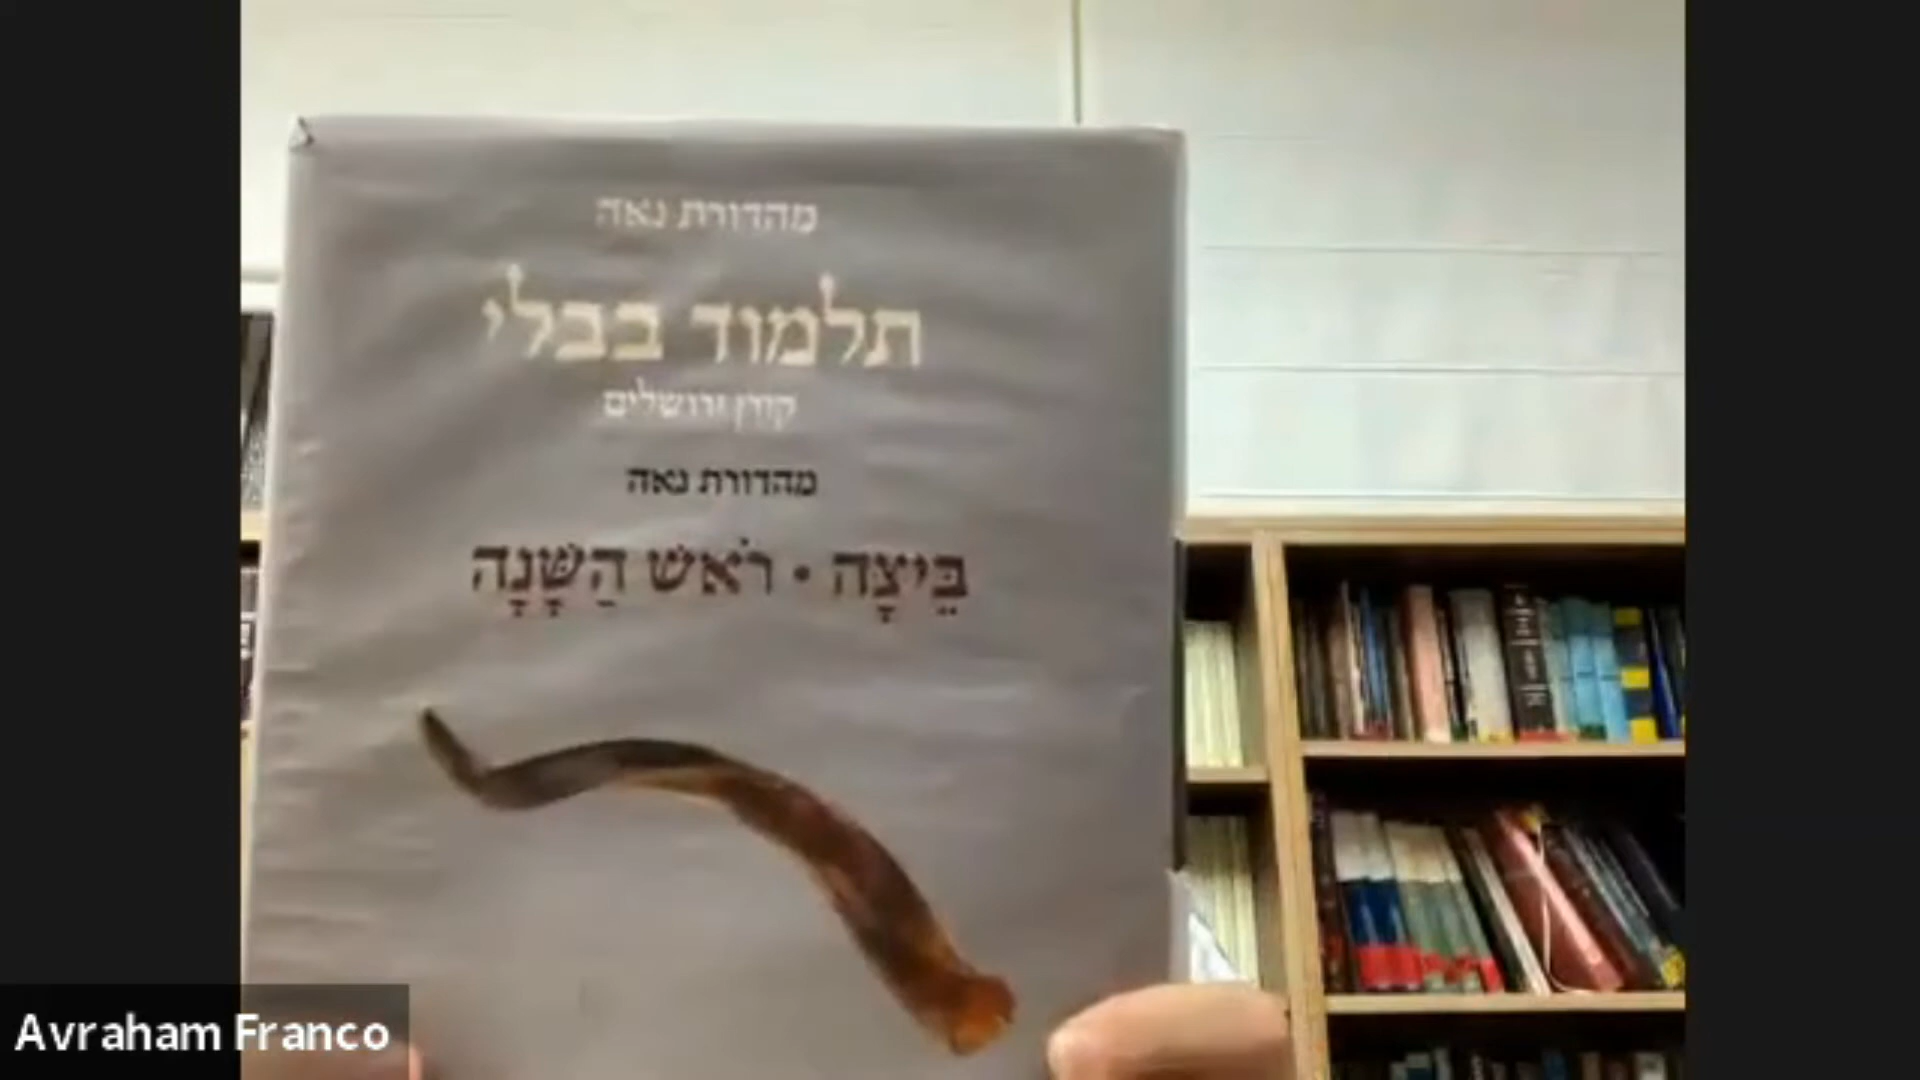 מהדורת נאה
תלמוד בבלי
קורן ירושלים
מהדורת נאה
בֵּיצָה • רֹאשׁ הַשָּׁנָה
Avraham Franco